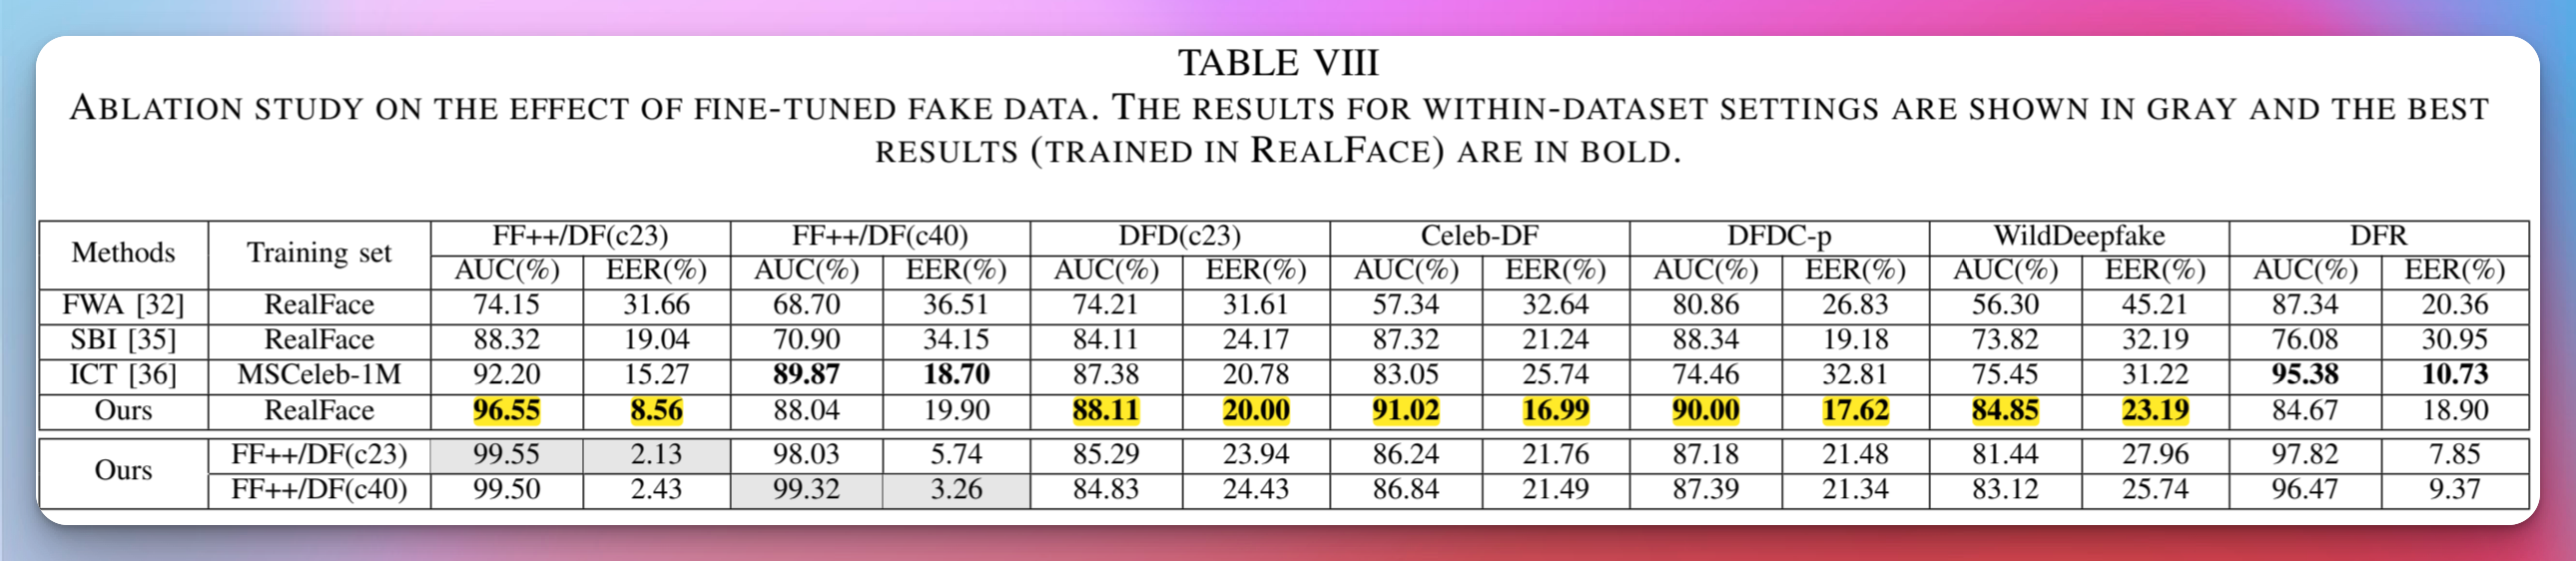 TABLE VIII
ABLATION STUDY ON THE EFFECT OF FINE-TUNED FAKE DATA. THE RESULTS FOR WITHIN-DATASET SETTINGS ARE SHOWN IN GRAY AND THE BEST
RESULTS (TRAINED IN REALFACE) ARE IN BOLD.
Methods Training set FF++/DF(c23) FF++/DF(c40) DFD(c23) Celeb-DF DFDC-p WildDeepfake DFR
AUC(%) EER(%) AUC(%) EER(%) AUC(%) EER(%) AUC(%) EER(%) AUC(%) EER(%) AUC(%) EER(%) AUC(%) EER(%)
FWA [32] RealFace 74.15 31.66 68.70 36.51 74.21 31.61 57.34 32.64 80.86 26.83 56.30 45.21 87.34 20.36
SBI [35] RealFace 88.32 19.04 70.90 34.15 84.11 24.17 87.32 21.24 88.34 19.18 73.82 32.19 76.08 30.95
ICT [36] MSCeleb-1M 92.20 15.27 89.87 18.70 87.38 20.78 83.05 25.74 74.46 32.81 75.45 31.22 95.38 10.73
Ours RealFace 96.55 8.56 88.04 19.90 88.11 20.00 91.02 16.99 90.00 17.62 84.85 23.19 84.67 18.90
Ours FF++/DF(c23) 99.55 2.13 98.03 5.74 85.29 23.94 86.24 21.76 87.18 21.48 81.44 27.96 97.82 7.85
FF++/DF(c40) 99.50 2.43 99.32 3.26 84.83 24.43 86.84 21.49 87.39 21.34 83.12 25.74 96.47 9.37